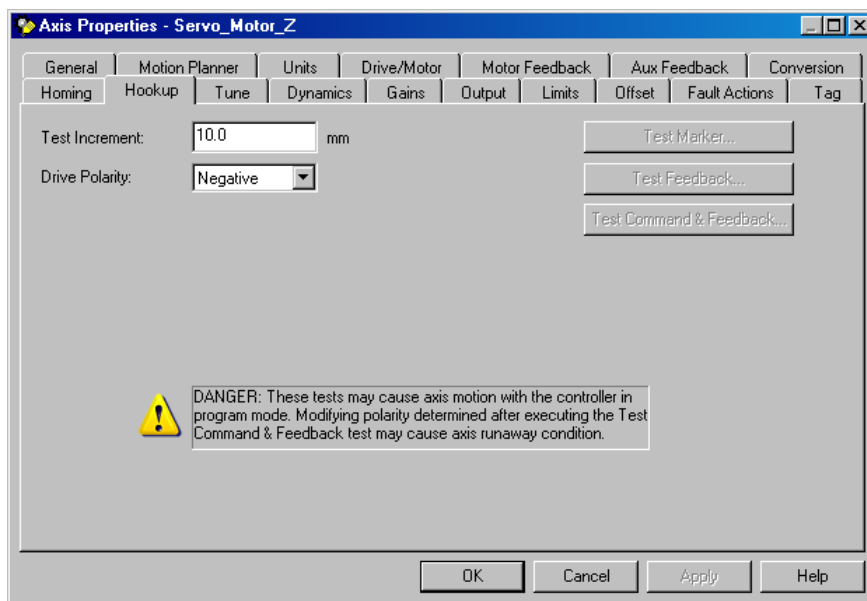 Axis Properties - Servo_Motor_Z
General Motion Planner Units Drive/Motor Motor Feedback Aux Feedback Conversion
Homing Hookup Tune Dynamics Gains Output Limits Offset Fault Actions Tag
Test Increment: 10.0 mm Test Marker...
Drive Polarity: Negative Test Feedback...
Test Command & Feedback...
DANGER: These tests may cause axis motion with the controller in
program mode. Modifying polarity determined after executing the Test
Command & Feedback test may cause axis runaway condition.
OK Cancel Apply Help